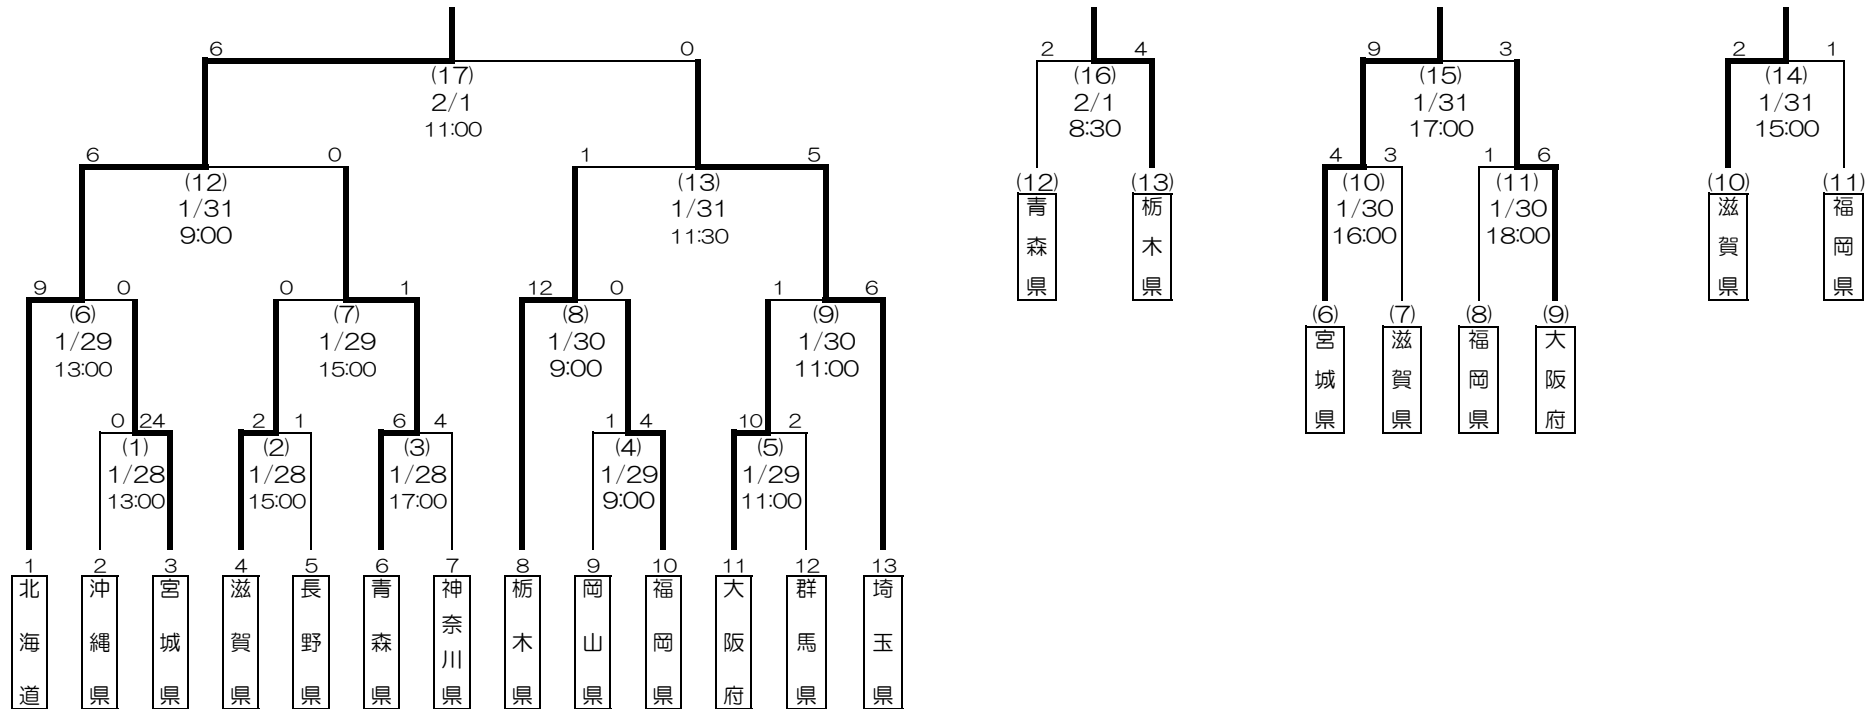 6 0 2 4 9 3 2 1
(17) (16) (15) (14)
2/1 2/1 1/31 1/31
11:00 8:30 17:00 15:00
6 0 1 5 4 3 1 6
(12) (13) (12) (13) (10) (11) (10) (11)
1/31 1/31 1/30 1/30
9:00 11:30 16:00 18:00
青森県 栃木県 滋賀県 福岡県
9 0 0 1 12 0 1 6
(6) (7) (8) (9) (6) (7) (8) (9)
1/29 1/29 1/30 1/30
13:00 15:00 9:00 11:00
宮城県 滋賀県 福岡県 大阪府
0 24 2 1 6 4 1 4 10 2
(1) (2) (3) (4) (5)
1/28 1/28 1/28 1/29 1/29
13:00 15:00 17:00 9:00 11:00
1 2 3 4 5 6 7 8 9 10 11 12 13
北海道 沖縄県 宮城県 滋賀県 長野県 青森県 神奈川県 栃木県 岡山県 福岡県 大阪府 群馬県 埼玉県